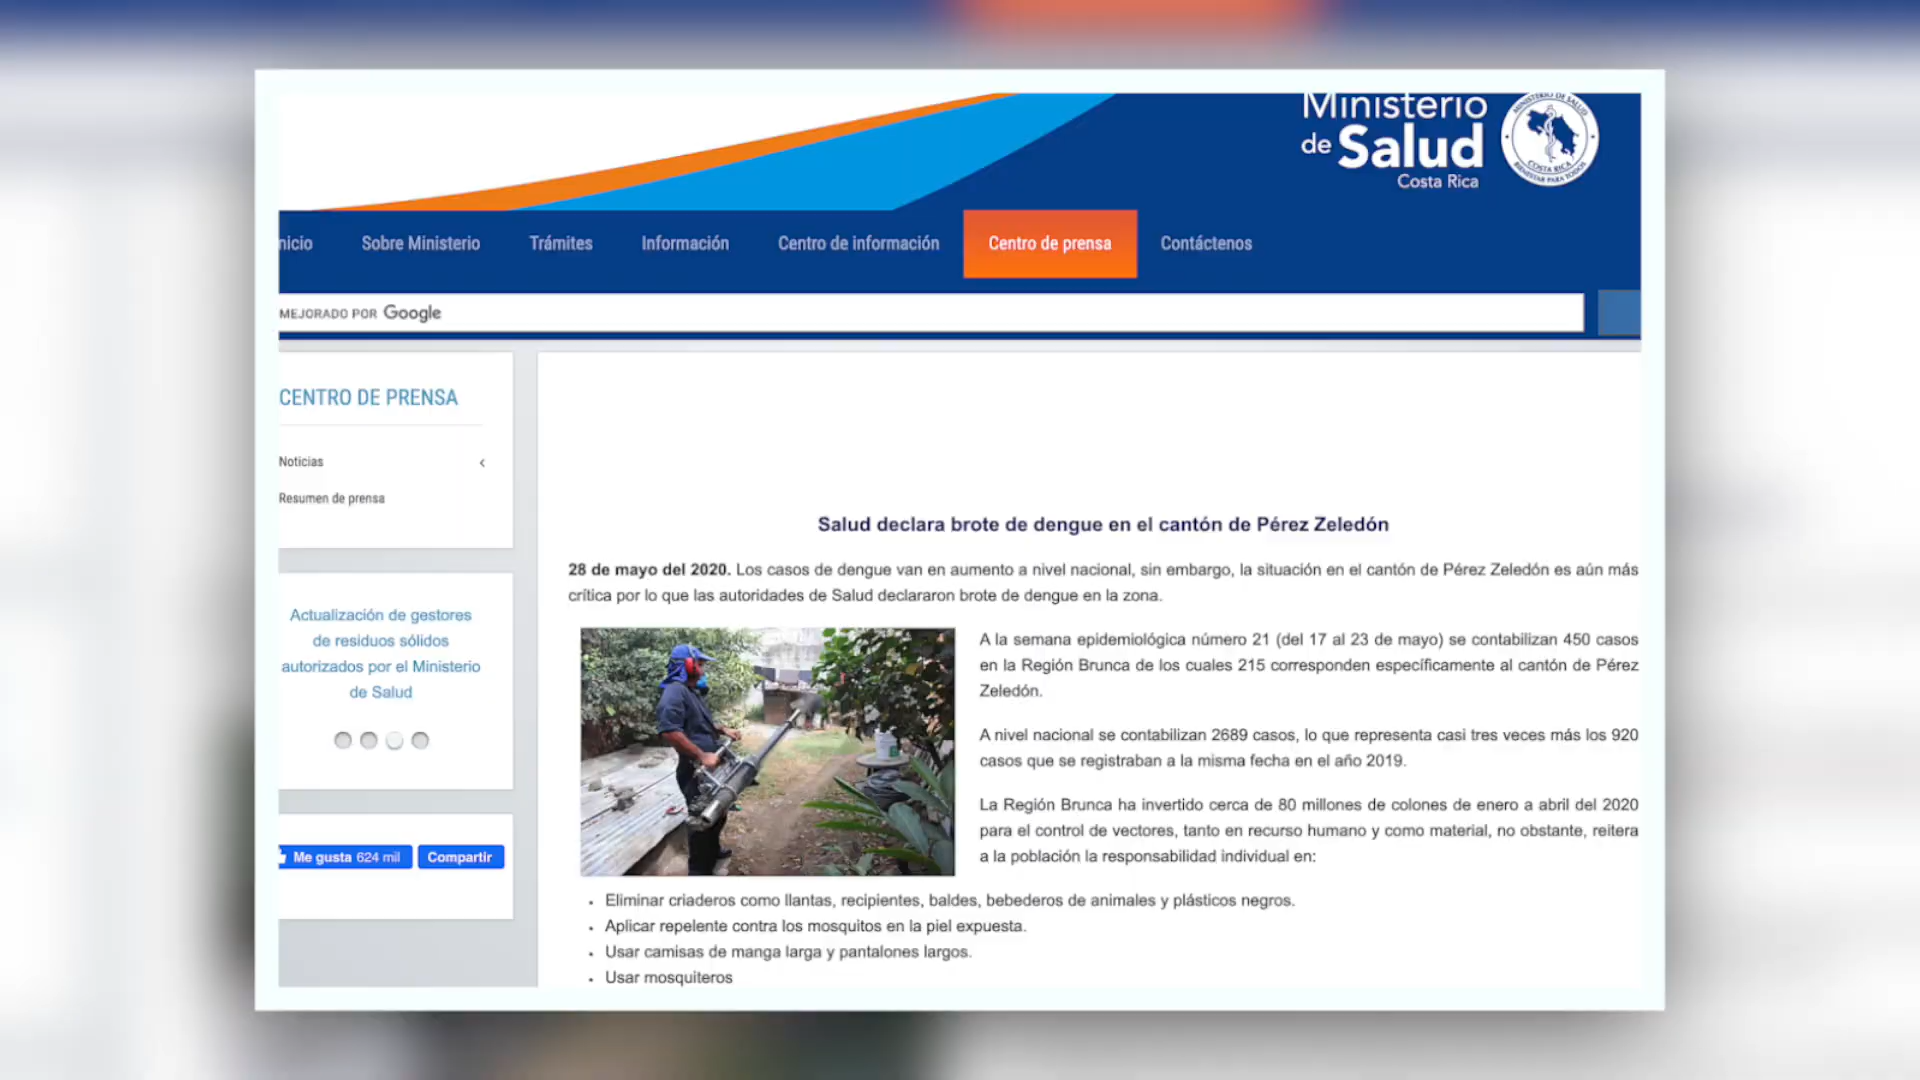 Ministerio
de Salud
Costa Rica
MINISTERIO DE SALUD
COSTA RICA
BIENESTAR PARA TODOS
nicio Sobre Ministerio Trámites Información Centro de información Centro de prensa Contáctenos
MEJORADO POR Google
CENTRO DE PRENSA
Noticias
Resumen de prensa
Actualización de gestores
de residuos sólidos
autorizados por el Ministerio
de Salud
Me gusta 624 mil Compartir
Salud declara brote de dengue en el cantón de Pérez Zeledón
28 de mayo del 2020. Los casos de dengue van en aumento a nivel nacional, sin embargo, la situación en el cantón de Pérez Zeledón es aún más
crítica por lo que las autoridades de Salud declararon brote de dengue en la zona.
A la semana epidemiológica número 21 (del 17 al 23 de mayo) se contabilizan 450 casos
en la Región Brunca de los cuales 215 corresponden específicamente al cantón de Pérez
Zeledón.
A nivel nacional se contabilizan 2689 casos, lo que representa casi tres veces más los 920
casos que se registraban a la misma fecha en el año 2019.
La Región Brunca ha invertido cerca de 80 millones de colones de enero a abril del 2020
para el control de vectores, tanto en recurso humano y como material, no obstante, reitera
a la población la responsabilidad individual en:
• Eliminar criaderos como llantas, recipientes, baldes, bebederos de animales y plásticos negros.
• Aplicar repelente contra los mosquitos en la piel expuesta.
• Usar camisas de manga larga y pantalones largos.
• Usar mosquiteros